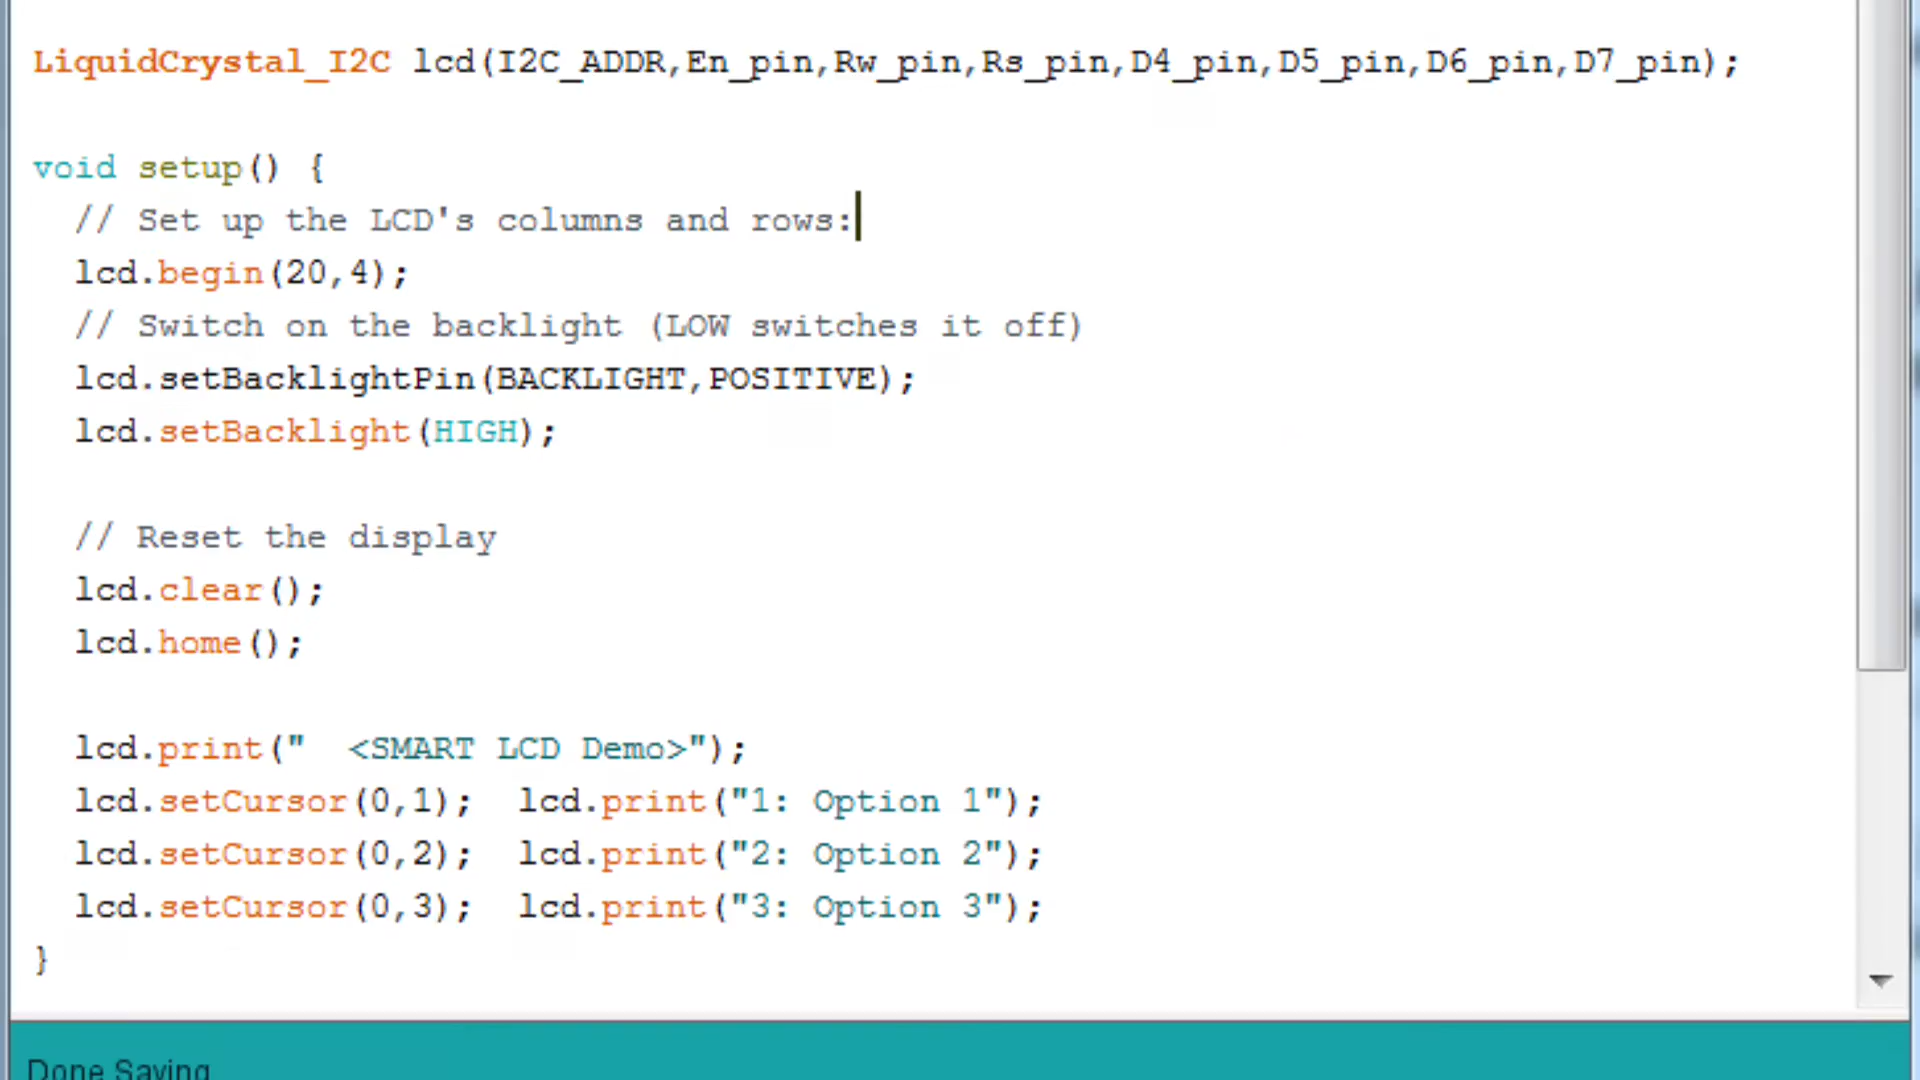 LiquidCrystal_I2C lcd(I2C_ADDR,En_pin,Rw_pin,Rs_pin,D4_pin,D5_pin,D6_pin,D7_pin);
void setup() {
  // Set up the LCD's columns and rows:
  lcd.begin(20,4);
  // Switch on the backlight (LOW switches it off)
  lcd.setBacklightPin(BACKLIGHT,POSITIVE);
  lcd.setBacklight(HIGH);
  // Reset the display
  lcd.clear();
  lcd.home();
  lcd.print("  <SMART LCD Demo>");
  lcd.setCursor(0,1);  lcd.print("1: Option 1");
  lcd.setCursor(0,2);  lcd.print("2: Option 2");
  lcd.setCursor(0,3);  lcd.print("3: Option 3");
}
Done Saving